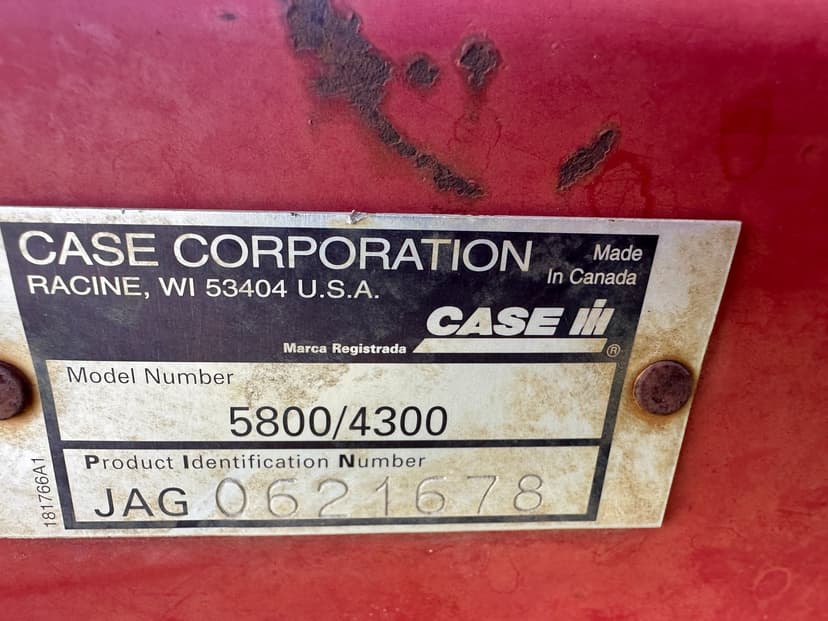 CASE CORPORATION
Made
In Canada
RACINE, WI 53404 U.S.A.
CASE IH
Marca Registrada
®
Model Number
5800/4300
Product Identification Number
JAG 0621678
181766A1